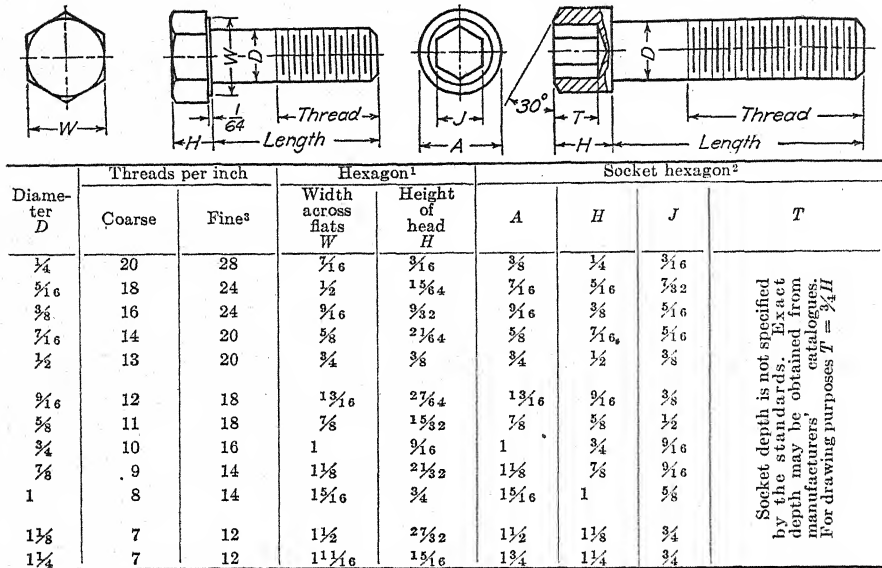 W
H
1/64
W
D
Thread
Length
J
A
30°
T
H
D
Thread
Length
Diame-ter D
Threads per inch
Hexagon¹
Socket hexagon²
Coarse
Fine³
Width across flats W
Height of head H
A
H
J
T
1/4 20 28 7/16 3/16 3/8 1/4 3/16
5/16 18 24 1/2 15/64 7/16 5/16 7/32
3/8 16 24 9/16 9/32 9/16 3/8 5/16
7/16 14 20 5/8 21/64 5/8 7/16 5/16
1/2 13 20 3/4 3/8 3/4 1/2 3/8
9/16 12 18 13/16 27/64 13/16 9/16 3/8
5/8 11 18 7/8 15/32 7/8 5/8 1/2
3/4 10 16 1 9/16 1 3/4 9/16
7/8 9 14 1 1/8 21/32 1 1/8 7/8 9/16
1 8 14 1 5/16 3/4 1 5/16 1 5/8
1 1/8 7 12 1 1/2 27/32 1 1/2 1 1/8 3/4
1 1/4 7 12 1 11/16 15/16 1 3/4 1 1/4 3/4
Socket depth is not specified
by the standards. Exact
depth may be obtained from
manufacturers' catalogues.
For drawing purposes T = 3/4H